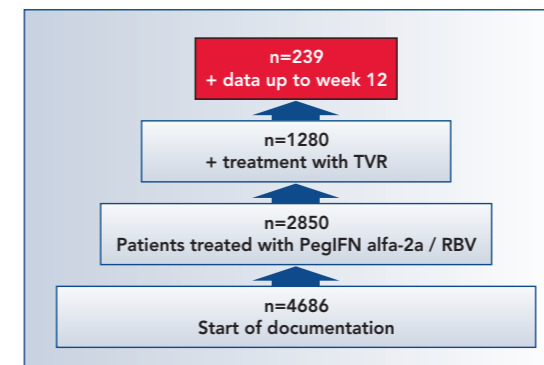 n=239
+ data up to week 12
n=1280
+ treatment with TVR
n=2850
Patients treated with PegIFN alfa-2a / RBV
n=4686
Start of documentation